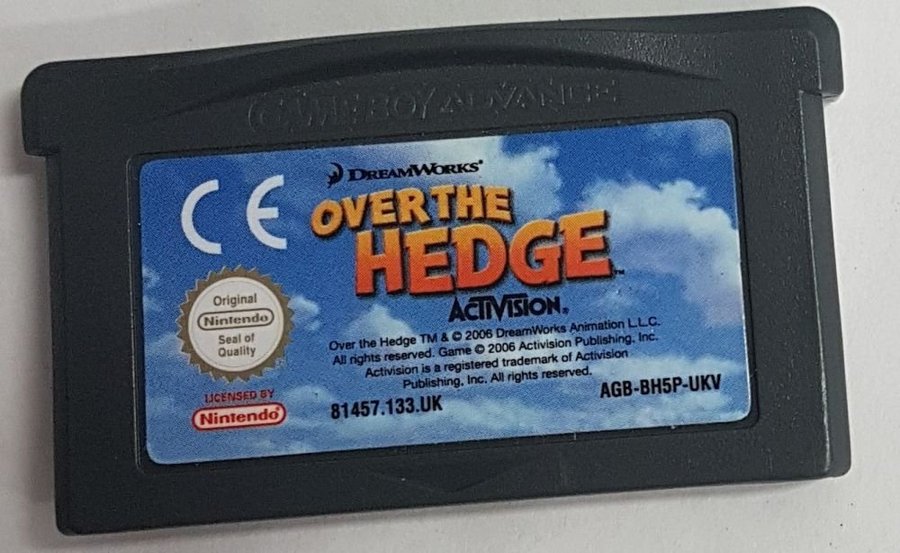 GAME BOY ADVANCE
DREAMWORKS®
CE
OVER THE
HEDGE™
ACTIVISION®
Original
Nintendo®
Seal of
Quality
LICENSED BY
Nintendo®
Over the Hedge TM & © 2006 DreamWorks Animation L.L.C.
All rights reserved. Game © 2006 Activision Publishing, Inc.
Activision is a registered trademark of Activision
Publishing, Inc. All rights reserved.
81457.133.UK
AGB-BH5P-UKV